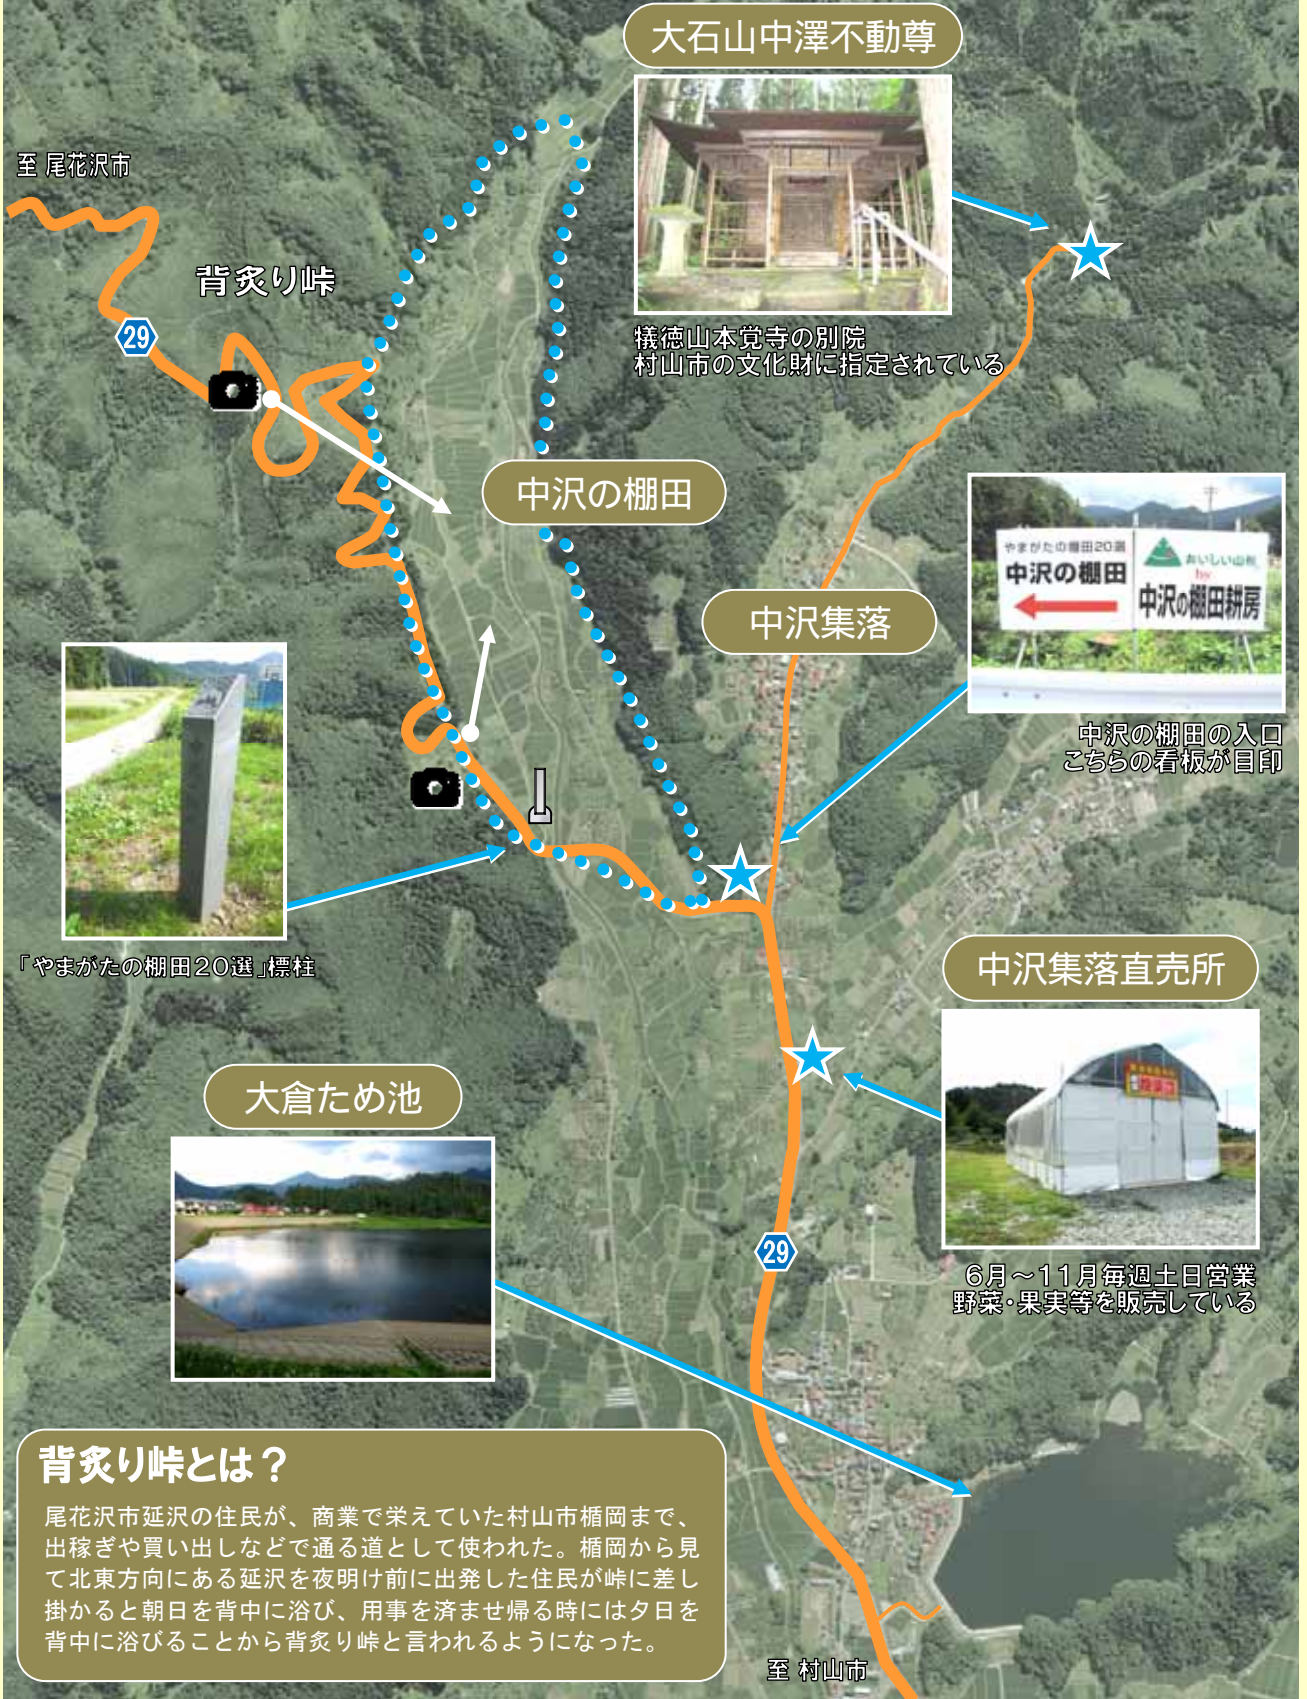 大石山中澤不動尊
至 尾花沢市
背炙り峠
29
犠徳山本覚寺の別院
村山市の文化財に指定されている
中沢の棚田
やまがたの棚田20選
中沢の棚田
おいしい山形
by
中沢の棚田耕房
中沢集落
中沢の棚田の入口
こちらの看板が目印
「やまがたの棚田20選」標柱
中沢集落直売所
大倉ため池
29
6月~11月毎週土日営業
野菜・果実等を販売している
背炙り峠とは?
尾花沢市延沢の住民が、商業で栄えていた村山市楯岡まで、
出稼ぎや買い出しなどで通る道として使われた。楯岡から見
て北東方向にある延沢を夜明け前に出発した住民が峠に差し
掛かると朝日を背中に浴び、用事を済ませ帰る時には夕日を
背中に浴びることから背炙り峠と言われるようになった。
至 村山市